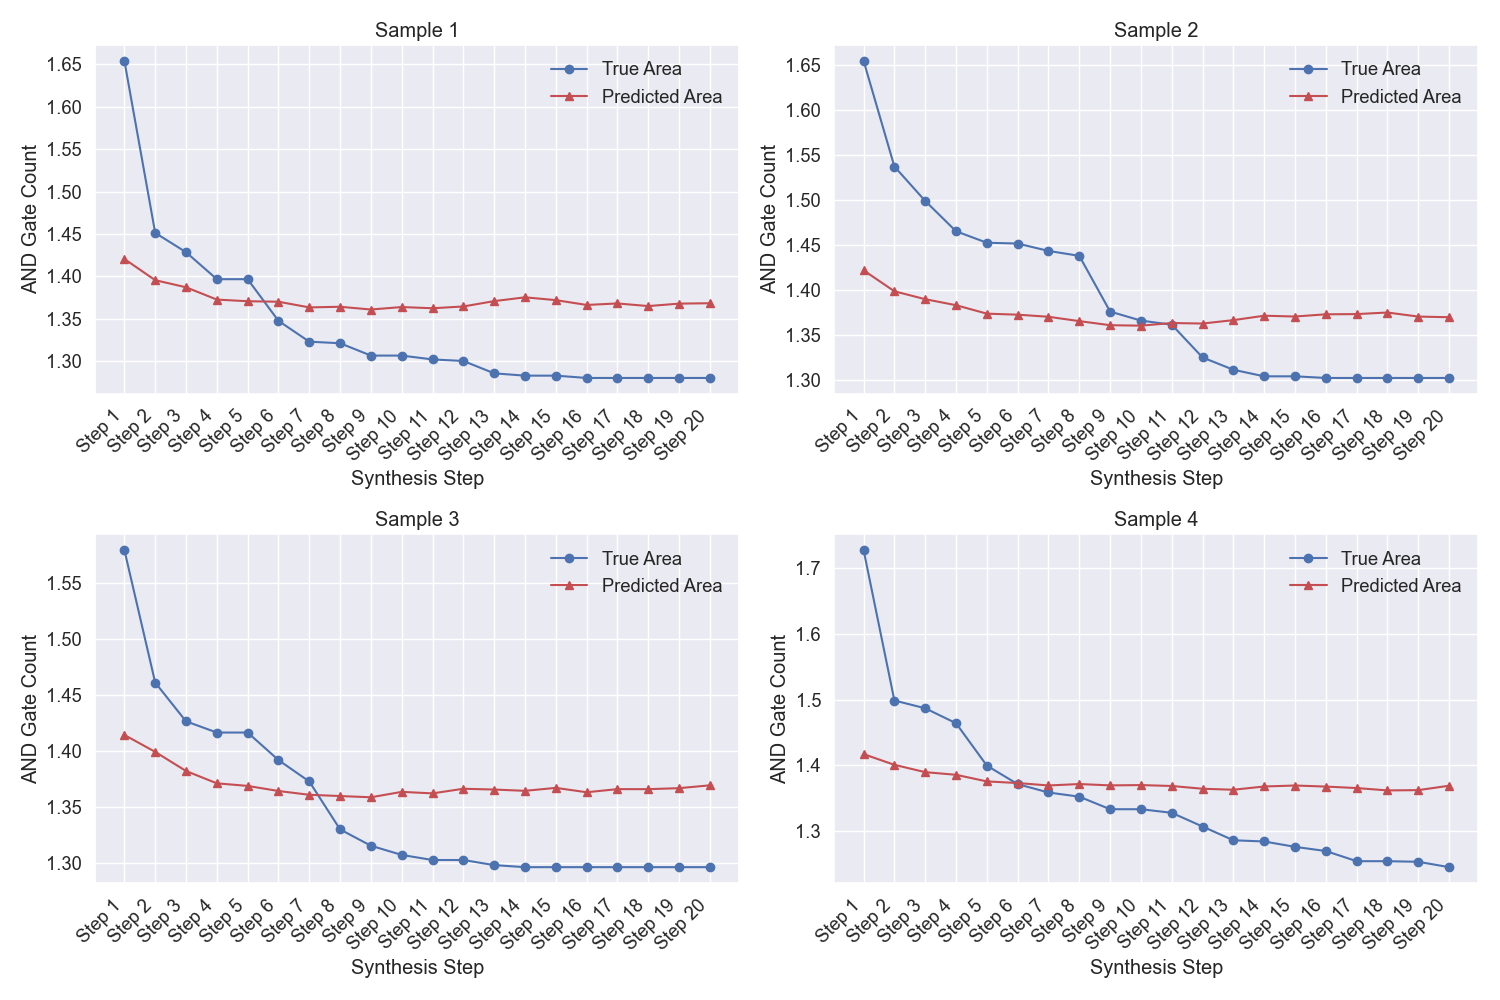 Sample 1
True Area
Predicted Area
AND Gate Count
1.65
1.60
1.55
1.50
1.45
1.40
1.35
1.30
Step 1
Step 2
Step 3
Step 4
Step 5
Step 6
Step 7
Step 8
Step 9
Step 10
Step 11
Step 12
Step 13
Step 14
Step 15
Step 16
Step 17
Step 18
Step 19
Step 20
Synthesis Step
Sample 2
True Area
Predicted Area
AND Gate Count
1.65
1.60
1.55
1.50
1.45
1.40
1.35
1.30
Step 1
Step 2
Step 3
Step 4
Step 5
Step 6
Step 7
Step 8
Step 9
Step 10
Step 11
Step 12
Step 13
Step 14
Step 15
Step 16
Step 17
Step 18
Step 19
Step 20
Synthesis Step
Sample 3
True Area
Predicted Area
AND Gate Count
1.55
1.50
1.45
1.40
1.35
1.30
Step 1
Step 2
Step 3
Step 4
Step 5
Step 6
Step 7
Step 8
Step 9
Step 10
Step 11
Step 12
Step 13
Step 14
Step 15
Step 16
Step 17
Step 18
Step 19
Step 20
Synthesis Step
Sample 4
True Area
Predicted Area
AND Gate Count
1.7
1.6
1.5
1.4
1.3
Step 1
Step 2
Step 3
Step 4
Step 5
Step 6
Step 7
Step 8
Step 9
Step 10
Step 11
Step 12
Step 13
Step 14
Step 15
Step 16
Step 17
Step 18
Step 19
Step 20
Synthesis Step